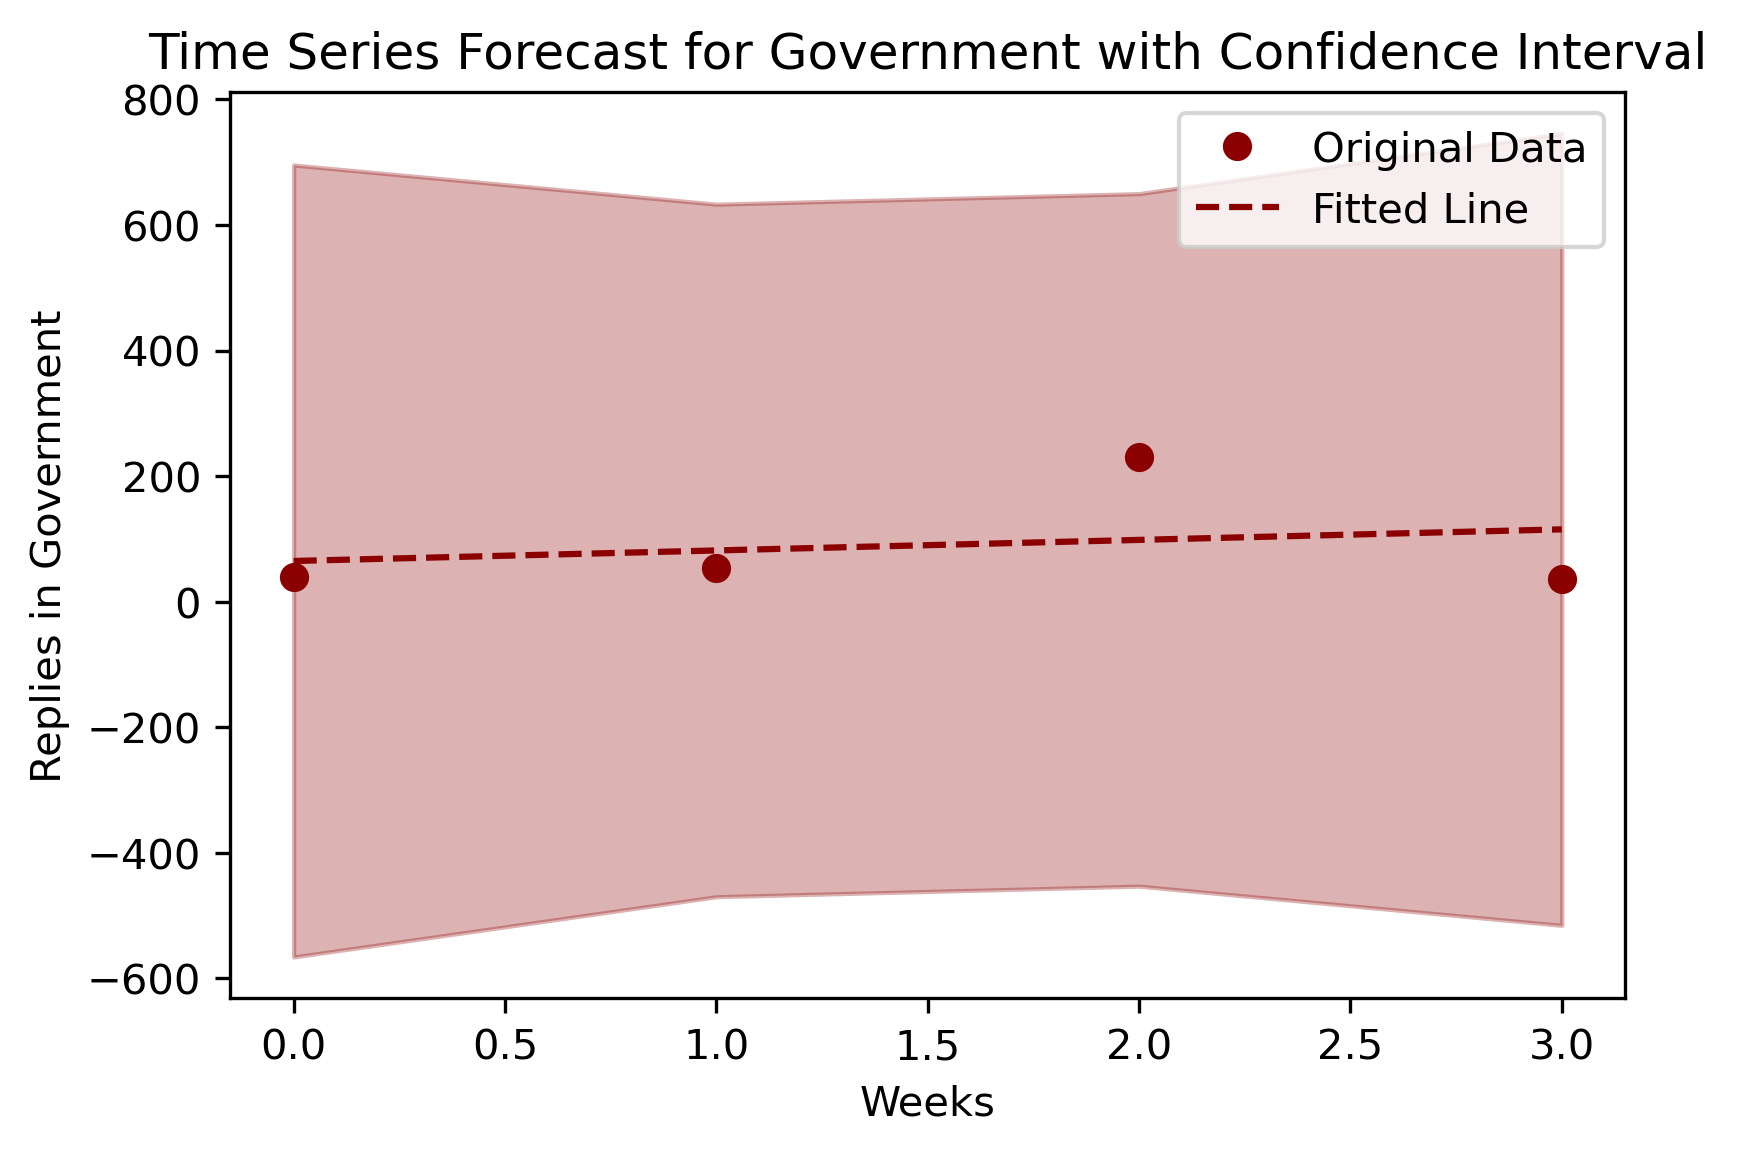 Time Series Forecast for Government with Confidence Interval
800
600
400
200
0
−200
−400
−600
Replies in Government
Original Data
Fitted Line
0.0 0.5 1.0 1.5 2.0 2.5 3.0
Weeks